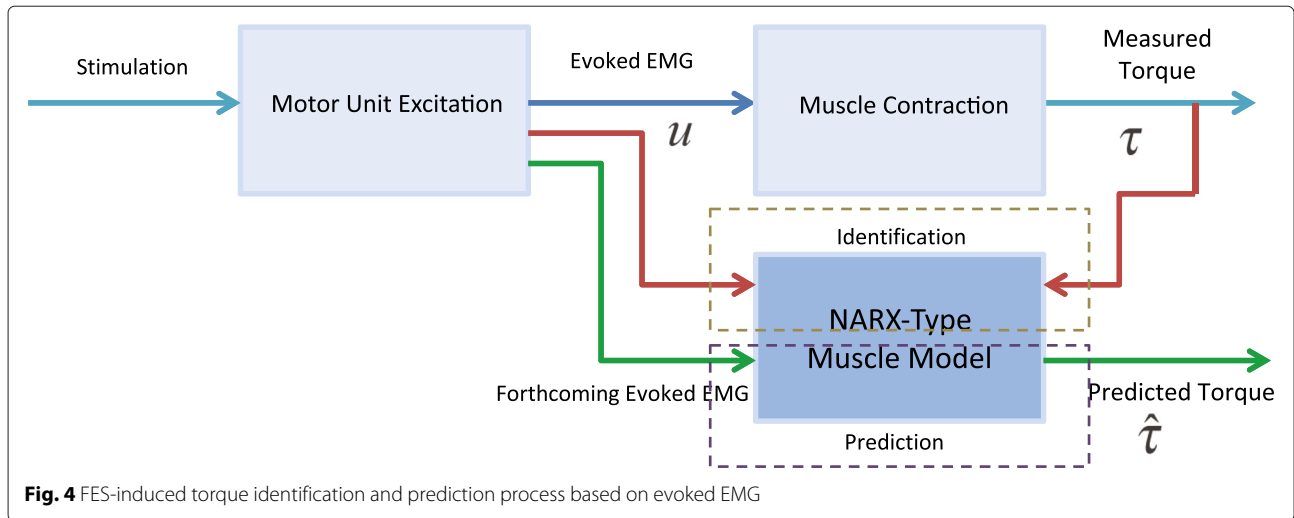 Stimulation
Motor Unit Excitation
Evoked EMG
u
Muscle Contraction
Measured
Torque
τ
Identification
NARX-Type
Muscle Model
Forthcoming Evoked EMG
Prediction
Predicted Torque
τ̂
Fig. 4 FES-induced torque identification and prediction process based on evoked EMG